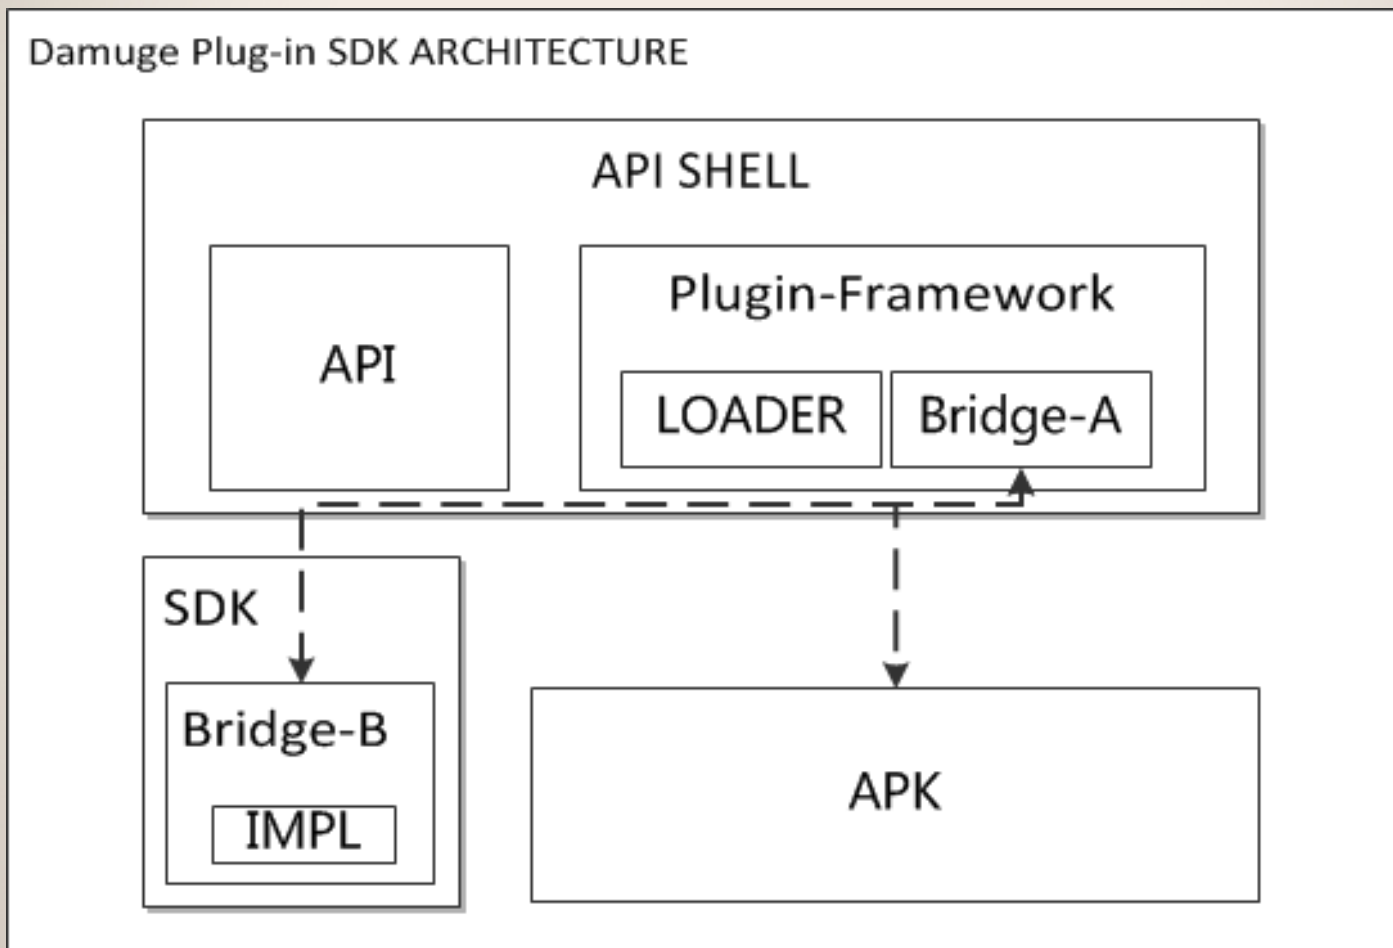 Damuge Plug-in SDK ARCHITECTURE
API SHELL
API
Plugin-Framework
LOADER
Bridge-A
SDK
Bridge-B
IMPL
APK